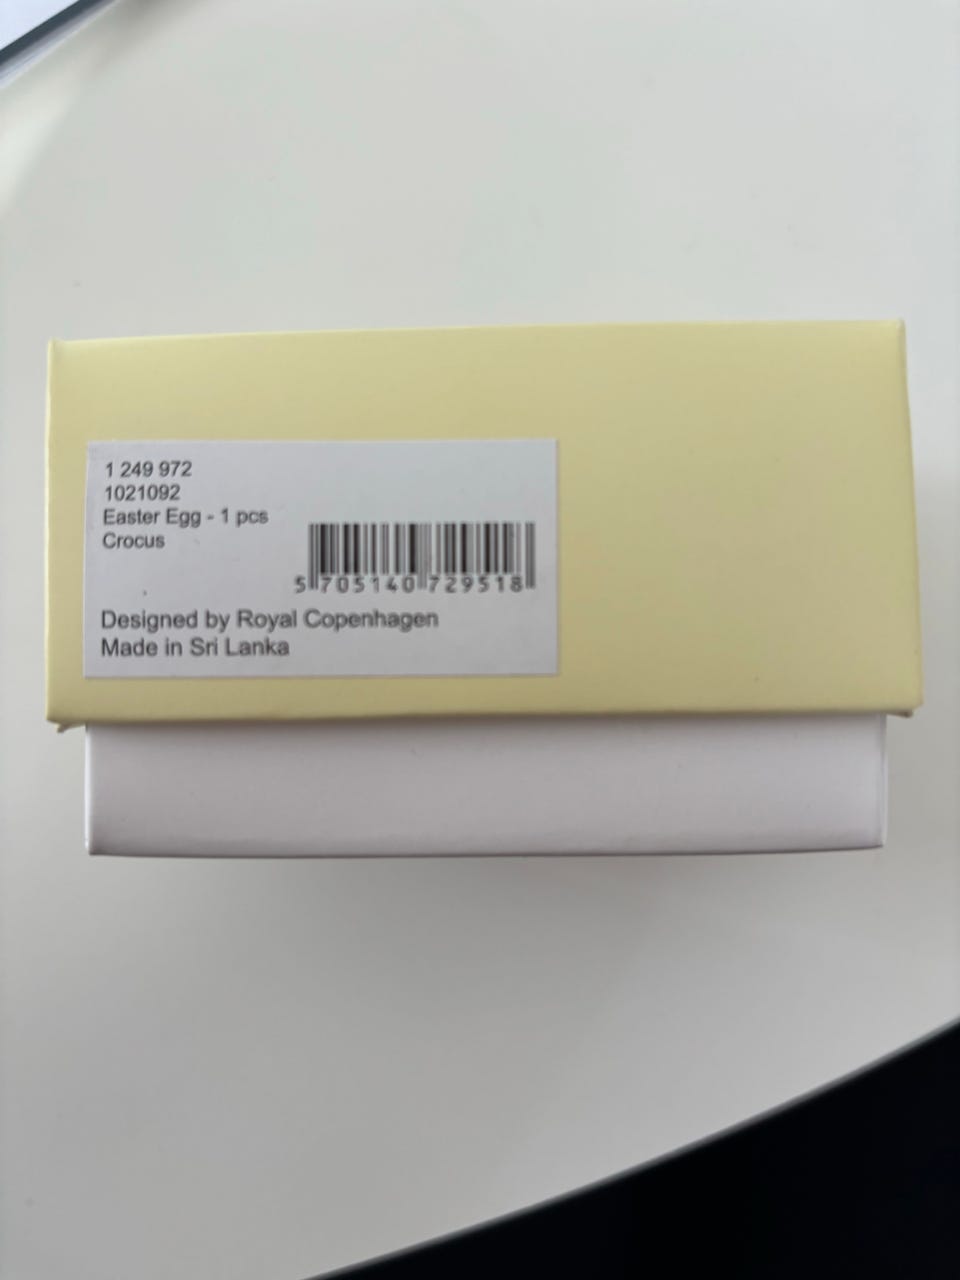 1 249 972
1021092
Easter Egg - 1 pcs
Crocus
5 705140 729518
Designed by Royal Copenhagen
Made in Sri Lanka